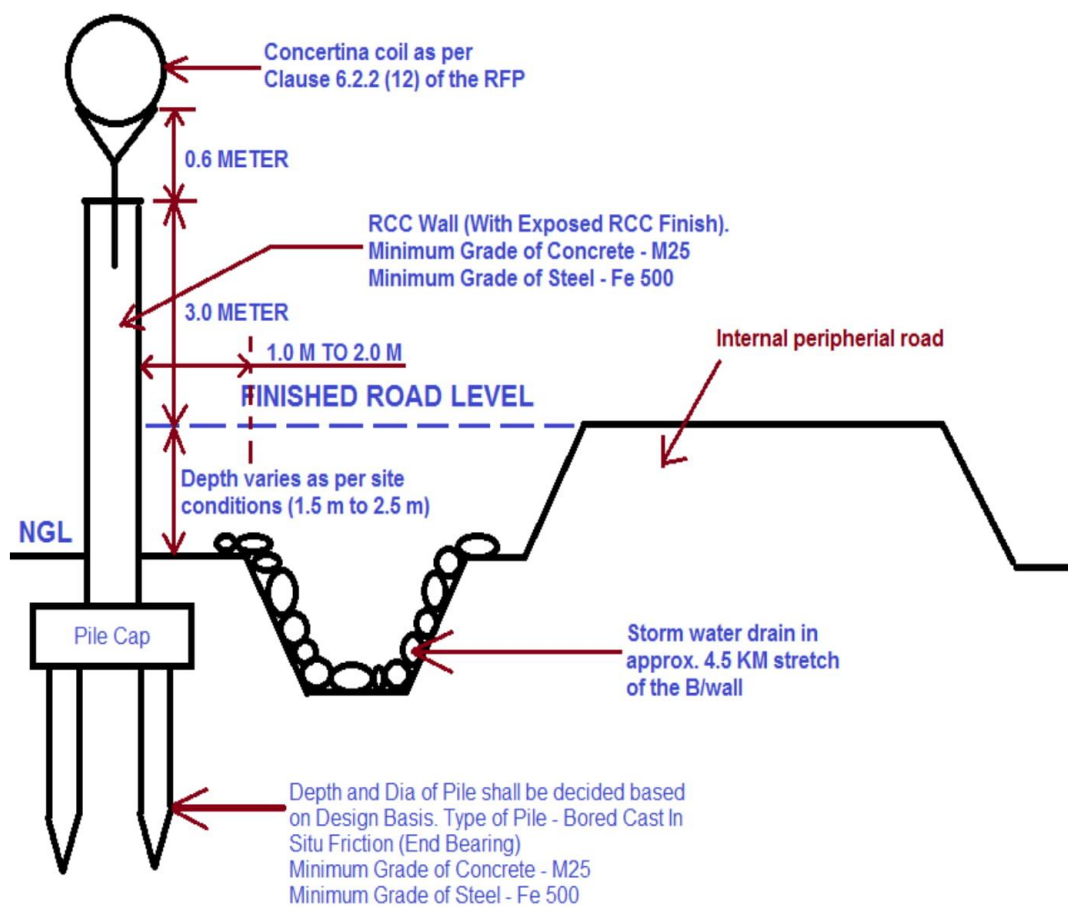 Concertina coil as per
Clause 6.2.2 (12) of the RFP
0.6 METER
RCC Wall (With Exposed RCC Finish).
Minimum Grade of Concrete - M25
Minimum Grade of Steel - Fe 500
3.0 METER
1.0 M TO 2.0 M
Internal peripherial road
FINISHED ROAD LEVEL
Depth varies as per site
conditions (1.5 m to 2.5 m)
NGL
Pile Cap
Storm water drain in
approx. 4.5 KM stretch
of the B/wall
Depth and Dia of Pile shall be decided based
on Design Basis. Type of Pile - Bored Cast In
Situ Friction (End Bearing)
Minimum Grade of Concrete - M25
Minimum Grade of Steel - Fe 500